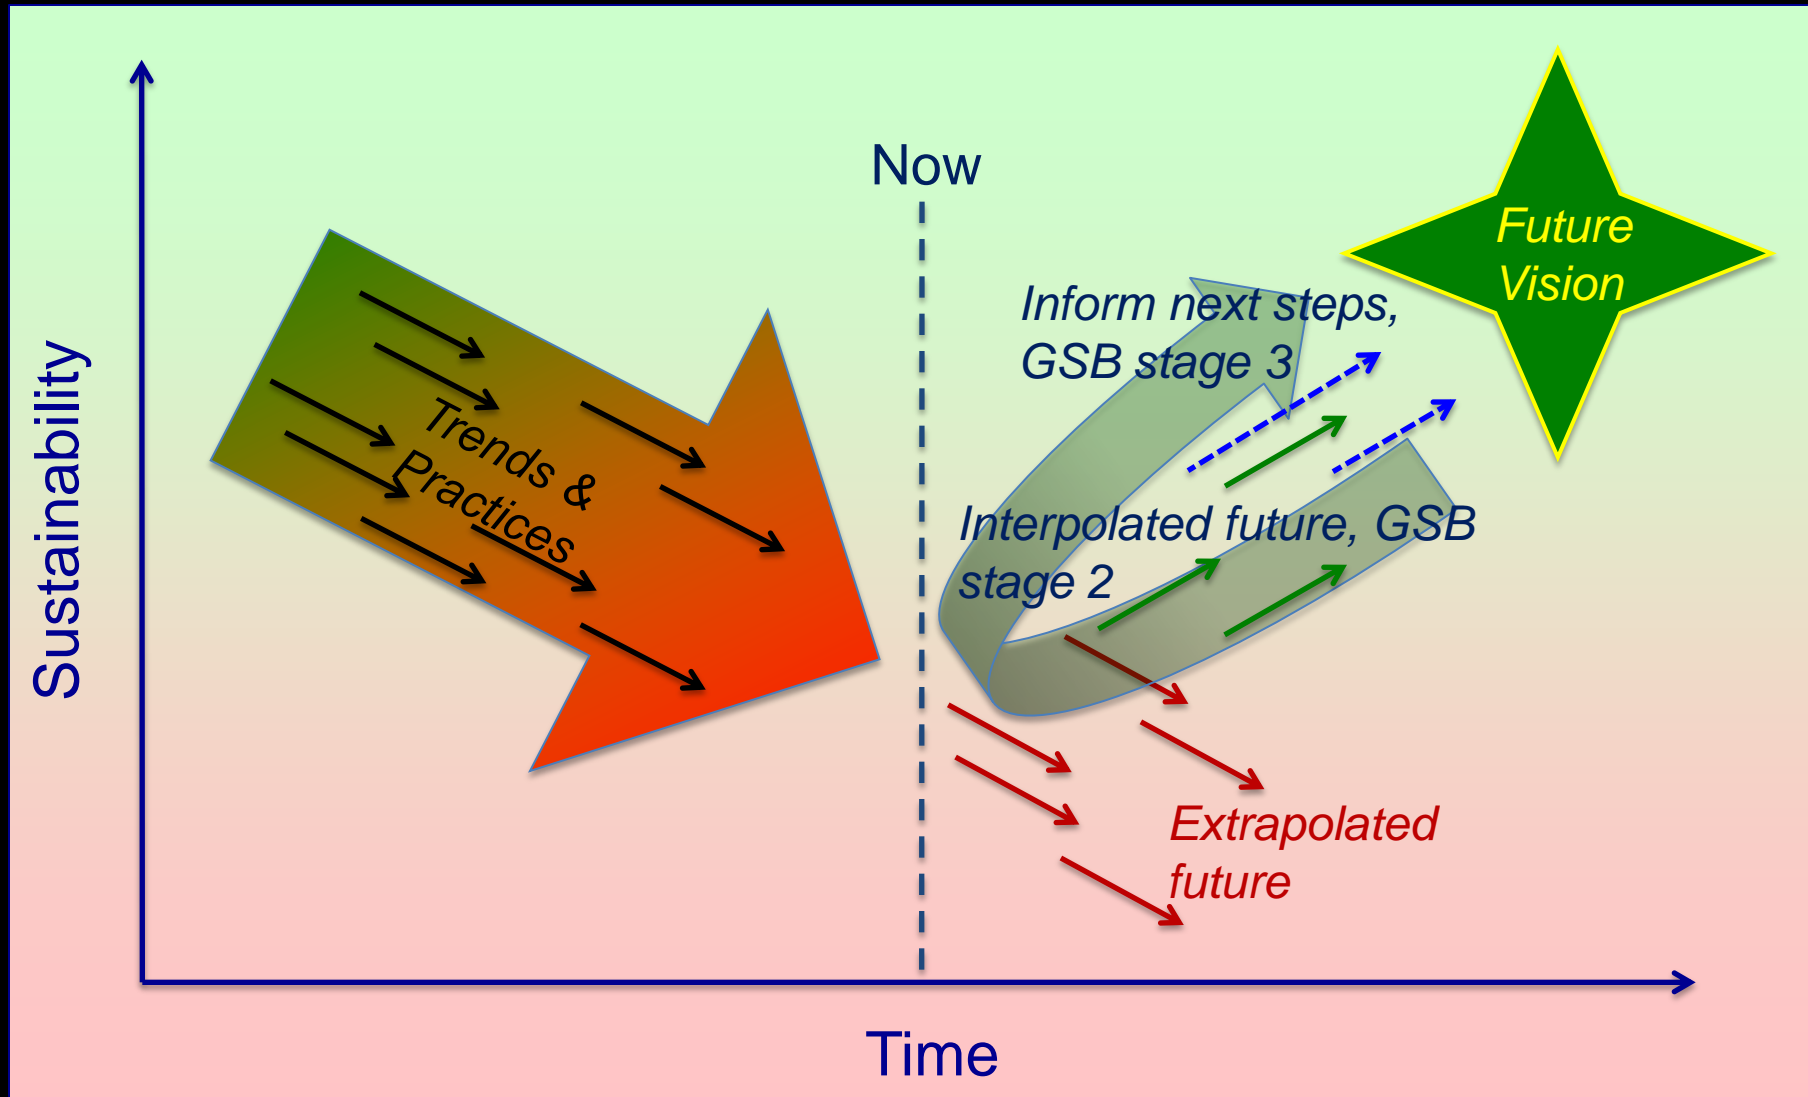 Now
Future
Vision
Inform next steps,
GSB stage 3
Trends &
Practices
Interpolated future, GSB
stage 2
Sustainability
Extrapolated
future
Time